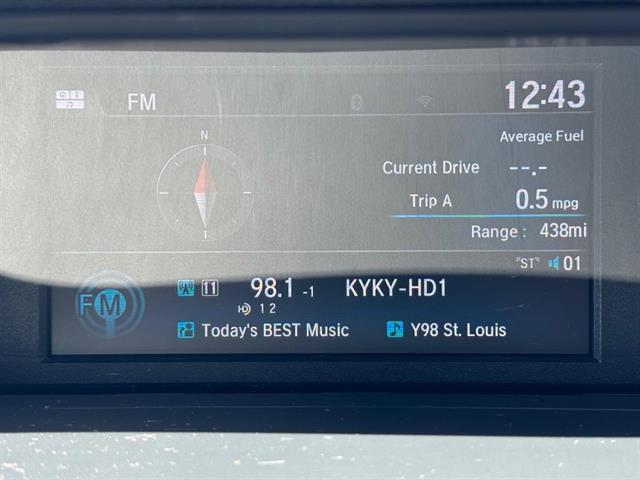 FM 12:43
Average Fuel
N
Current Drive --.-
Trip A 0.5 mpg
Range : 438mi
"ST" 01
FM 11 98.1 -1 KYKY-HD1
HD 1 2
Today's BEST Music Y98 St. Louis